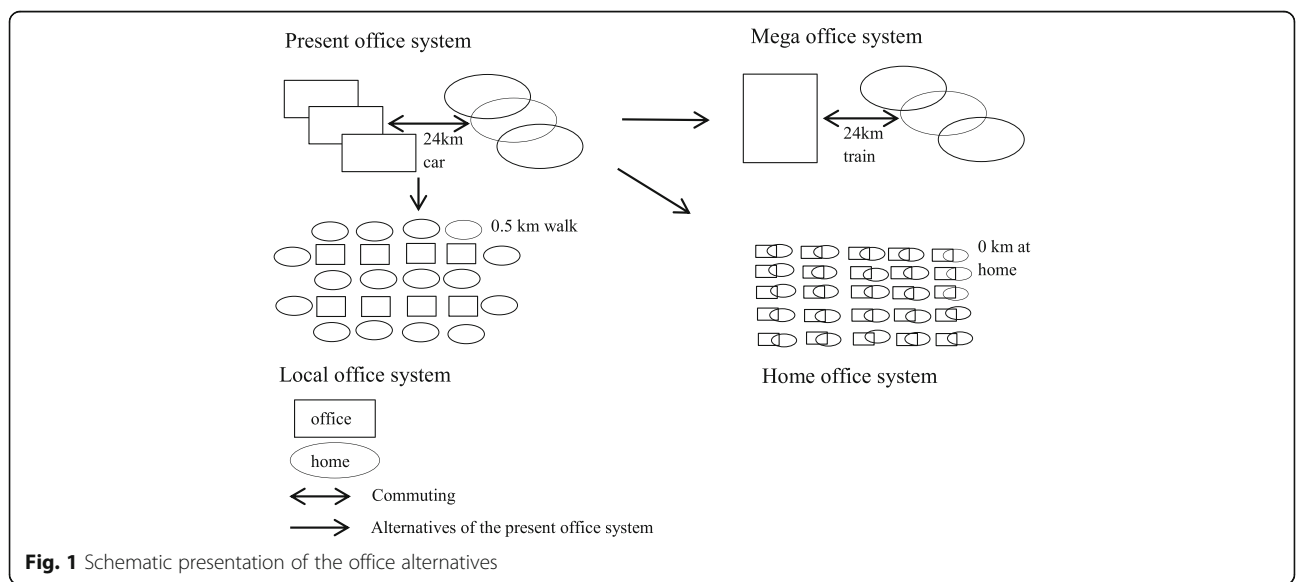 Present office system
Mega office system
24km
car
24km
train
0.5 km walk
0 km at
home
Local office system
Home office system
office
home
Commuting
Alternatives of the present office system
Fig. 1 Schematic presentation of the office alternatives